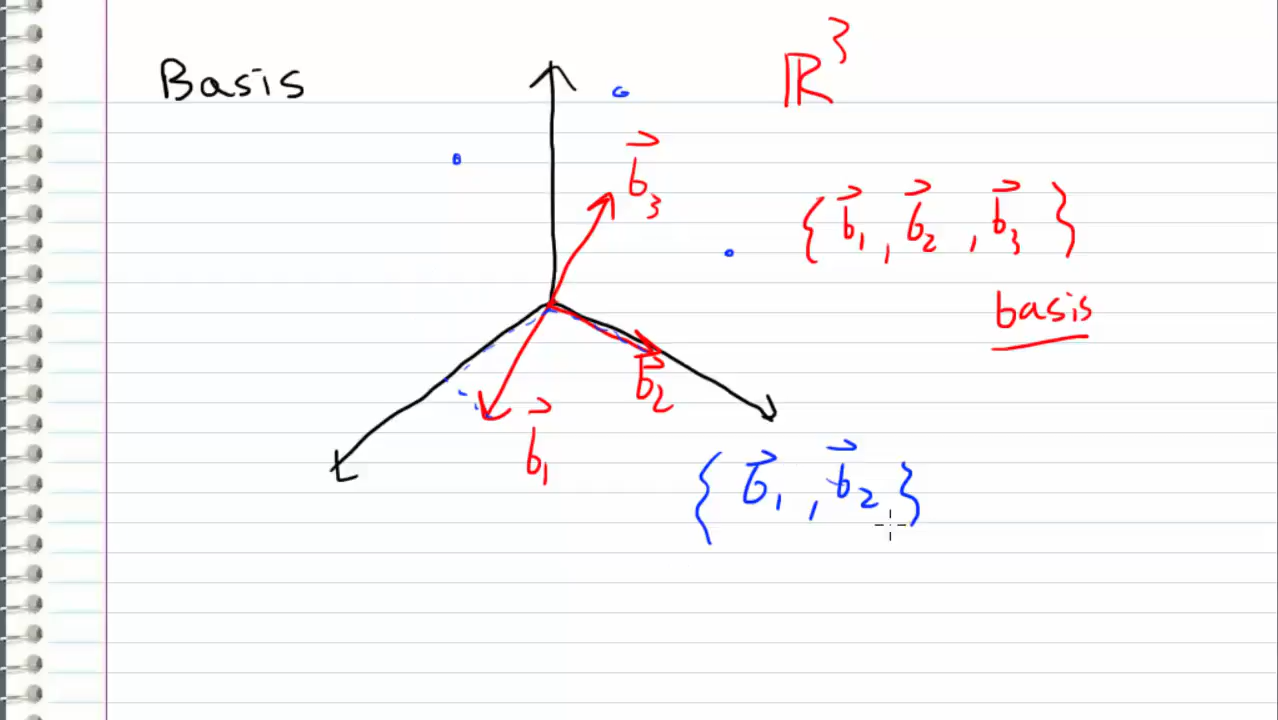 Basis
ℝ³
b⃗₃
{b⃗₁, b⃗₂, b⃗₃}
basis
b⃗₂
b⃗₁
{b⃗₁, b⃗₂}